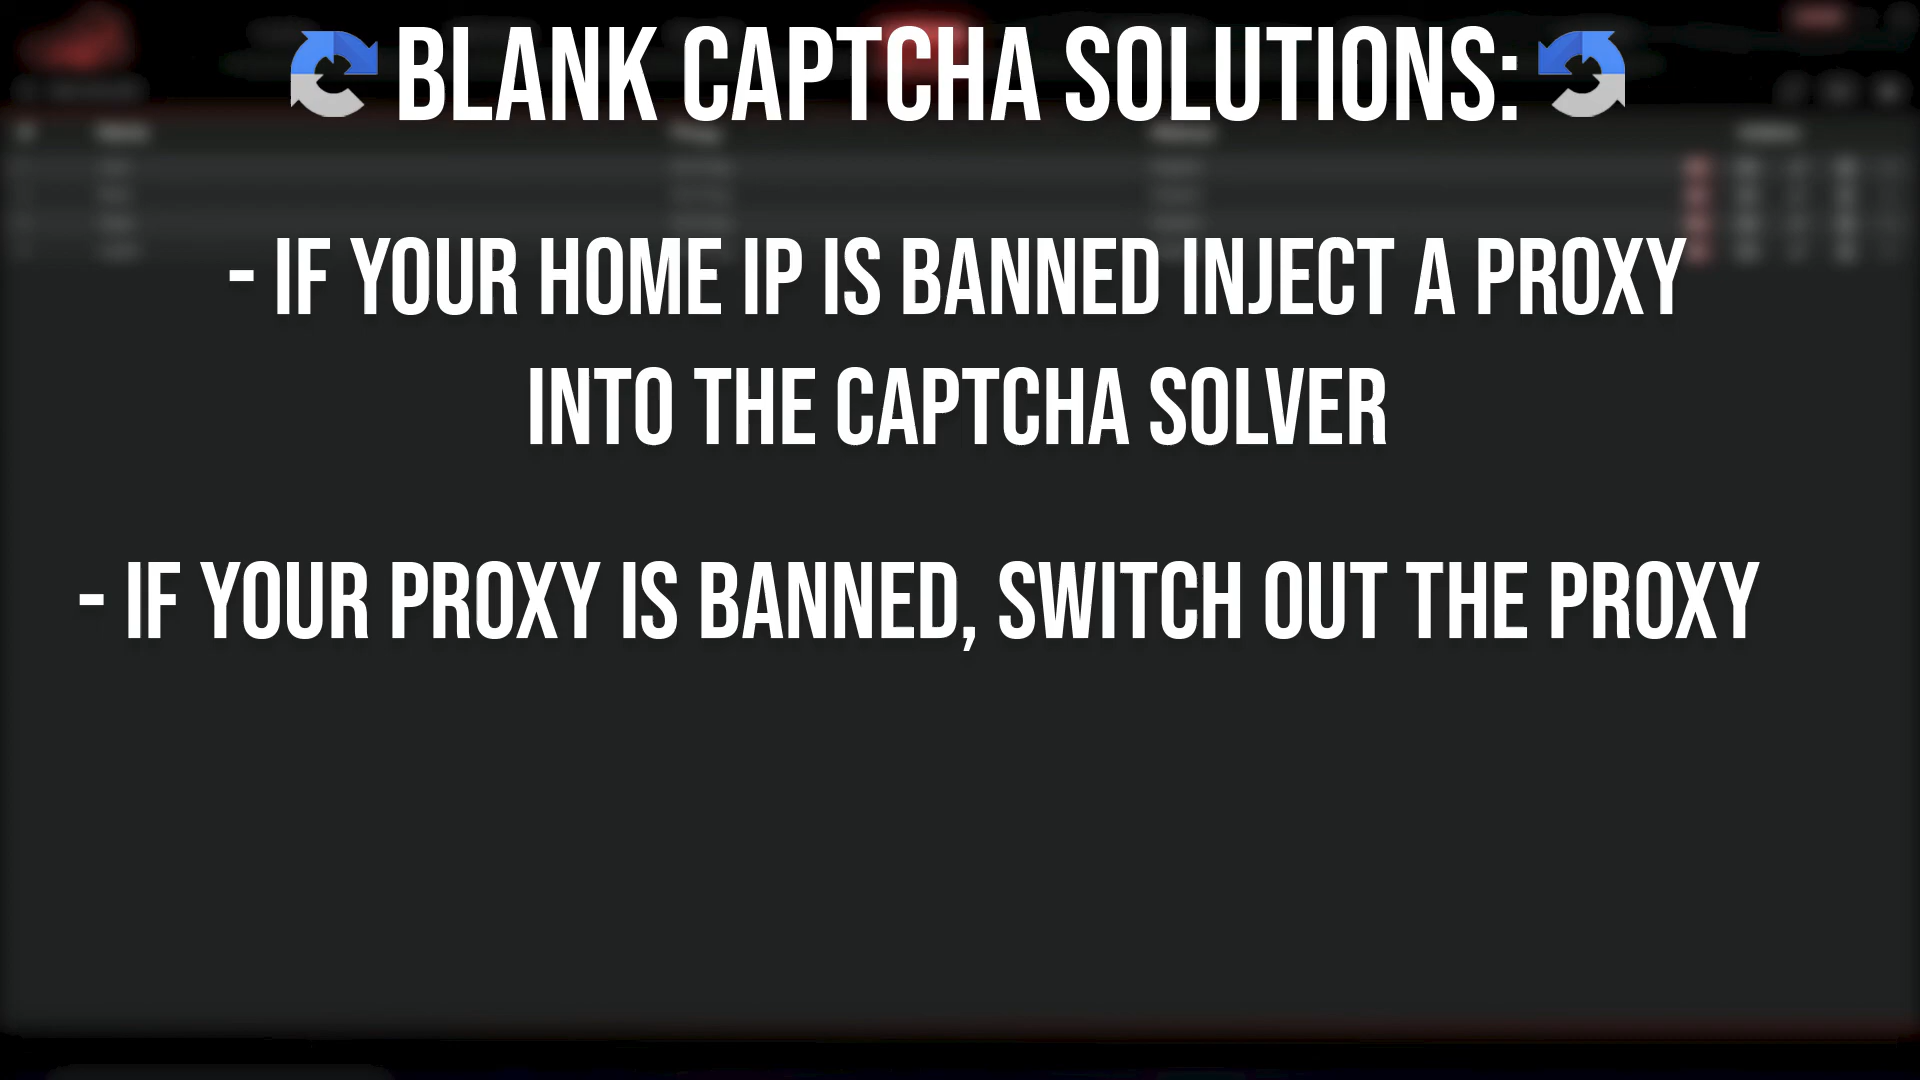 BLANK CAPTCHA SOLUTIONS:
- IF YOUR HOME IP IS BANNED INJECT A PROXY
INTO THE CAPTCHA SOLVER
- IF YOUR PROXY IS BANNED, SWITCH OUT THE PROXY